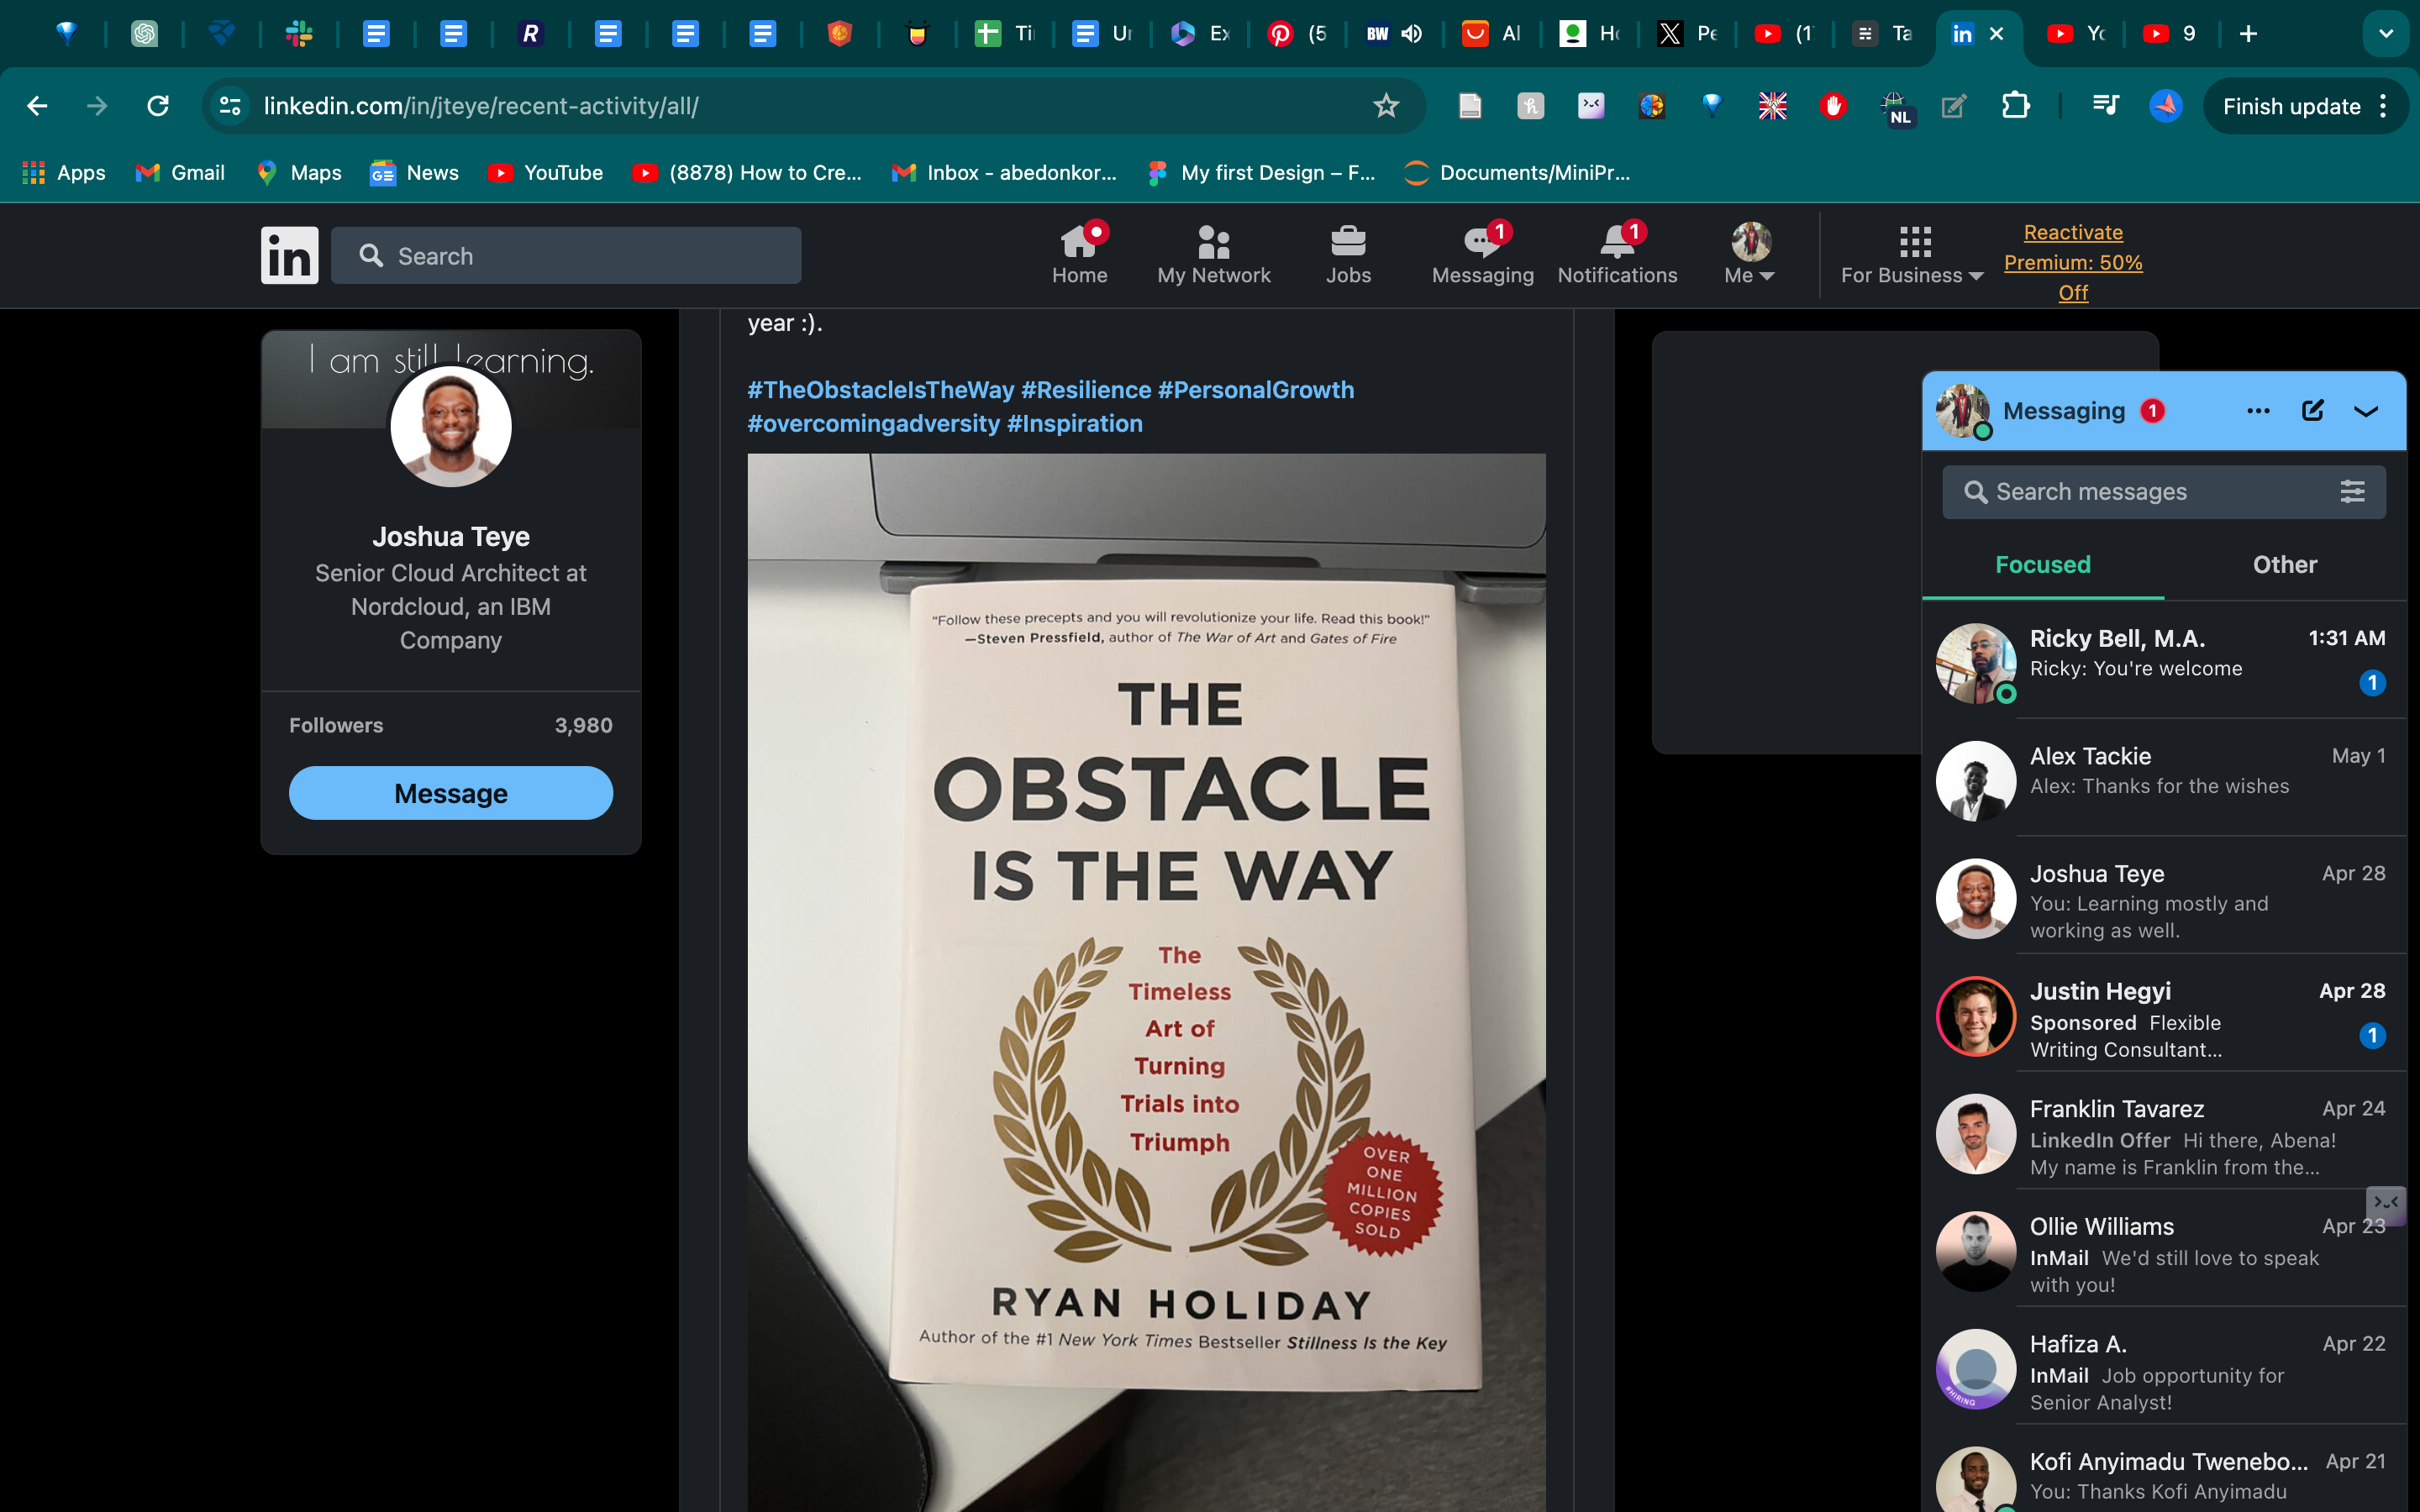 Ti
Ur
Ex
(5
BW
Al
Ho
Pe
(1
Ta
in
Yo
9
linkedin.com/in/jteye/recent-activity/all/
NL
Finish update
Apps
Gmail
Maps
News
YouTube
(8878) How to Cre...
Inbox - abedonkor...
My first Design – F...
Documents/MiniPr...
in
Search
Home
My Network
Jobs
1
Messaging
1
Notifications
Me
For Business
Reactivate
Premium: 50%
Off
I am still learning.
Joshua Teye
Senior Cloud Architect at
Nordcloud, an IBM
Company
Followers 3,980
Message
year :).
#TheObstacleIsTheWay #Resilience #PersonalGrowth
#overcomingadversity #Inspiration
“Follow these precepts and you will revolutionize your life. Read this book!”
—Steven Pressfield, author of The War of Art and Gates of Fire
THE
OBSTACLE
IS THE WAY
The
Timeless
Art of
Turning
Trials into
Triumph
OVER
ONE
MILLION
COPIES
SOLD
RYAN HOLIDAY
Author of the #1 New York Times Bestseller Stillness Is the Key
Messaging 1
Search messages
Focused Other
Ricky Bell, M.A. 1:31 AM
Ricky: You're welcome
1
Alex Tackie May 1
Alex: Thanks for the wishes
Joshua Teye Apr 28
You: Learning mostly and
working as well.
Justin Hegyi Apr 28
Sponsored Flexible
Writing Consultant...
1
Franklin Tavarez Apr 24
LinkedIn Offer Hi there, Abena!
My name is Franklin from the...
Ollie Williams Apr 23
InMail We'd still love to speak
with you!
Hafiza A. Apr 22
InMail Job opportunity for
Senior Analyst!
#HIRING
Kofi Anyimadu Twenebo... Apr 21
You: Thanks Kofi Anyimadu